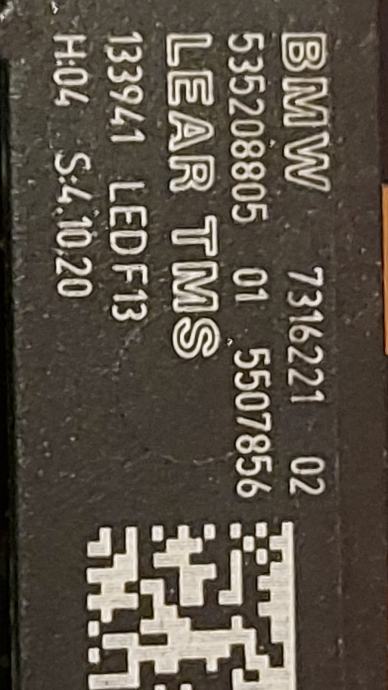 BMW 7316221 02
535208805 01 5507856
LEAR TMS
133941 LED F13
H:04 S:4.10.20